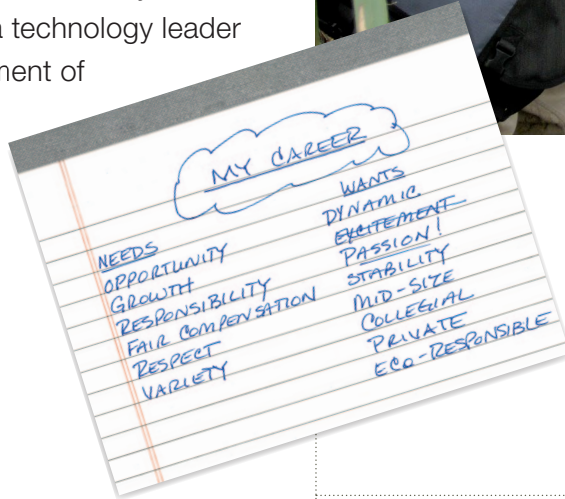 a technology leader
ment of
MY CAREER
NEEDS
OPPORTUNITY
GROWTH
RESPONSIBILITY
FAIR COMPENSATION
RESPECT
VARIETY
WANTS
DYNAMIC
EXCITEMENT
PASSION!
STABILITY
MID-SIZE
COLLEGIAL
PRIVATE
ECO-RESPONSIBLE